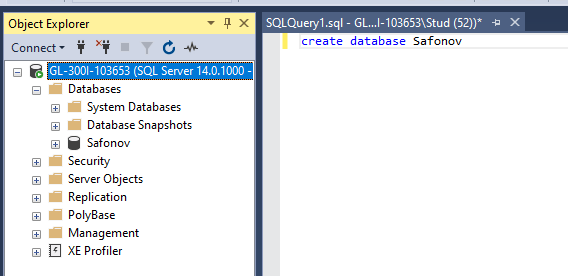 Object Explorer
Connect
GL-300I-103653 (SQL Server 14.0.1000 -
Databases
System Databases
Database Snapshots
Safonov
Security
Server Objects
Replication
PolyBase
Management
XE Profiler
SQLQuery1.sql - GL...I-103653\Stud (52))*
create database Safonov